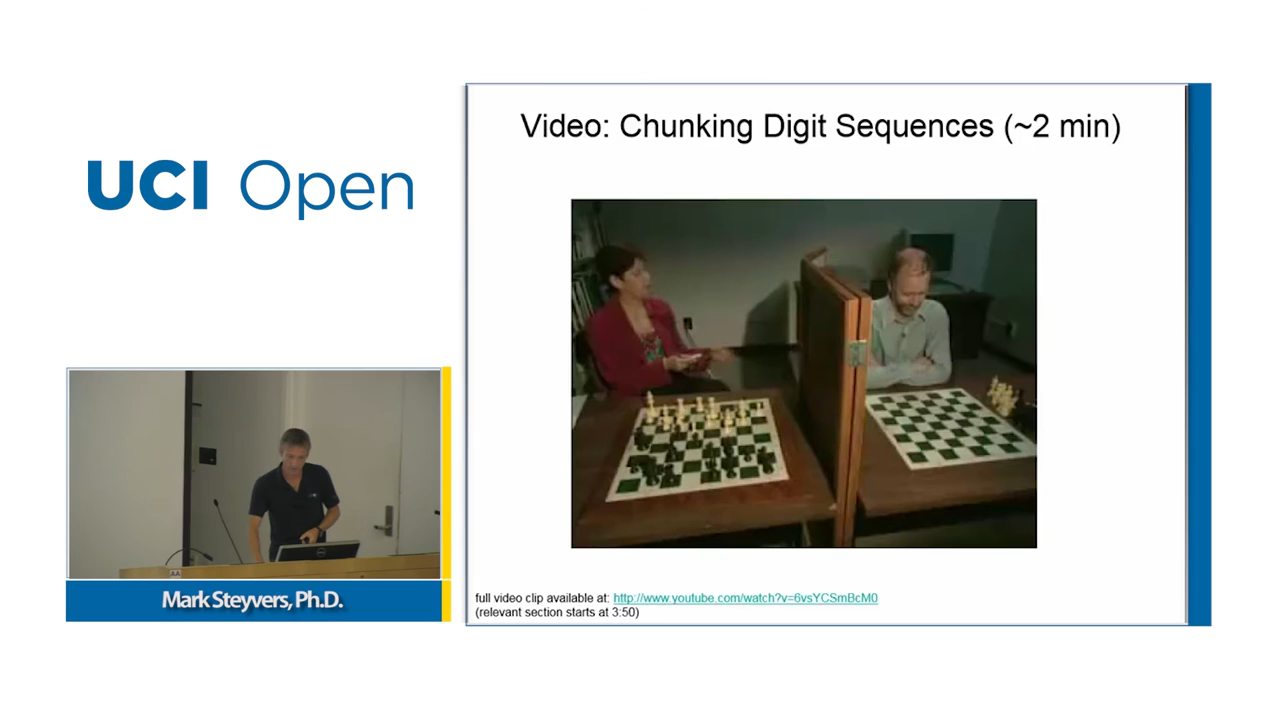 UCI Open
Video: Chunking Digit Sequences (~2 min)
Mark Steyvers, Ph.D.
full video clip available at: http://www.youtube.com/watch?v=6vsYCSmBcM0
(relevant section starts at 3:50)